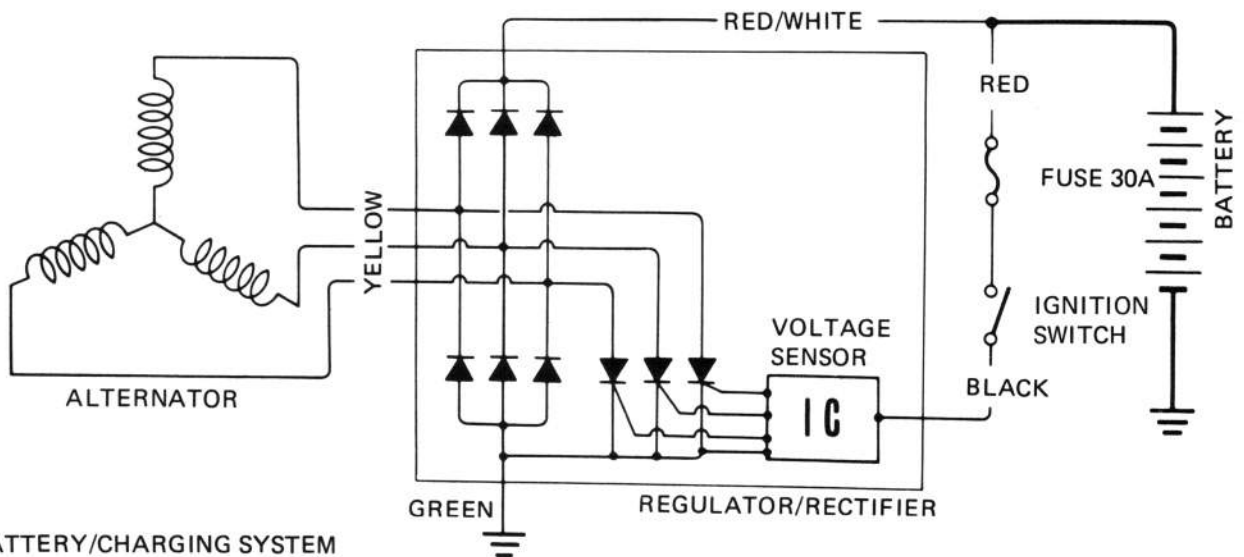 RED/WHITE
RED
FUSE 30A
BATTERY
YELLOW
IGNITION
SWITCH
VOLTAGE
SENSOR
ALTERNATOR
BLACK
IC
GREEN
REGULATOR/RECTIFIER
ATTERY/CHARGING SYSTEM